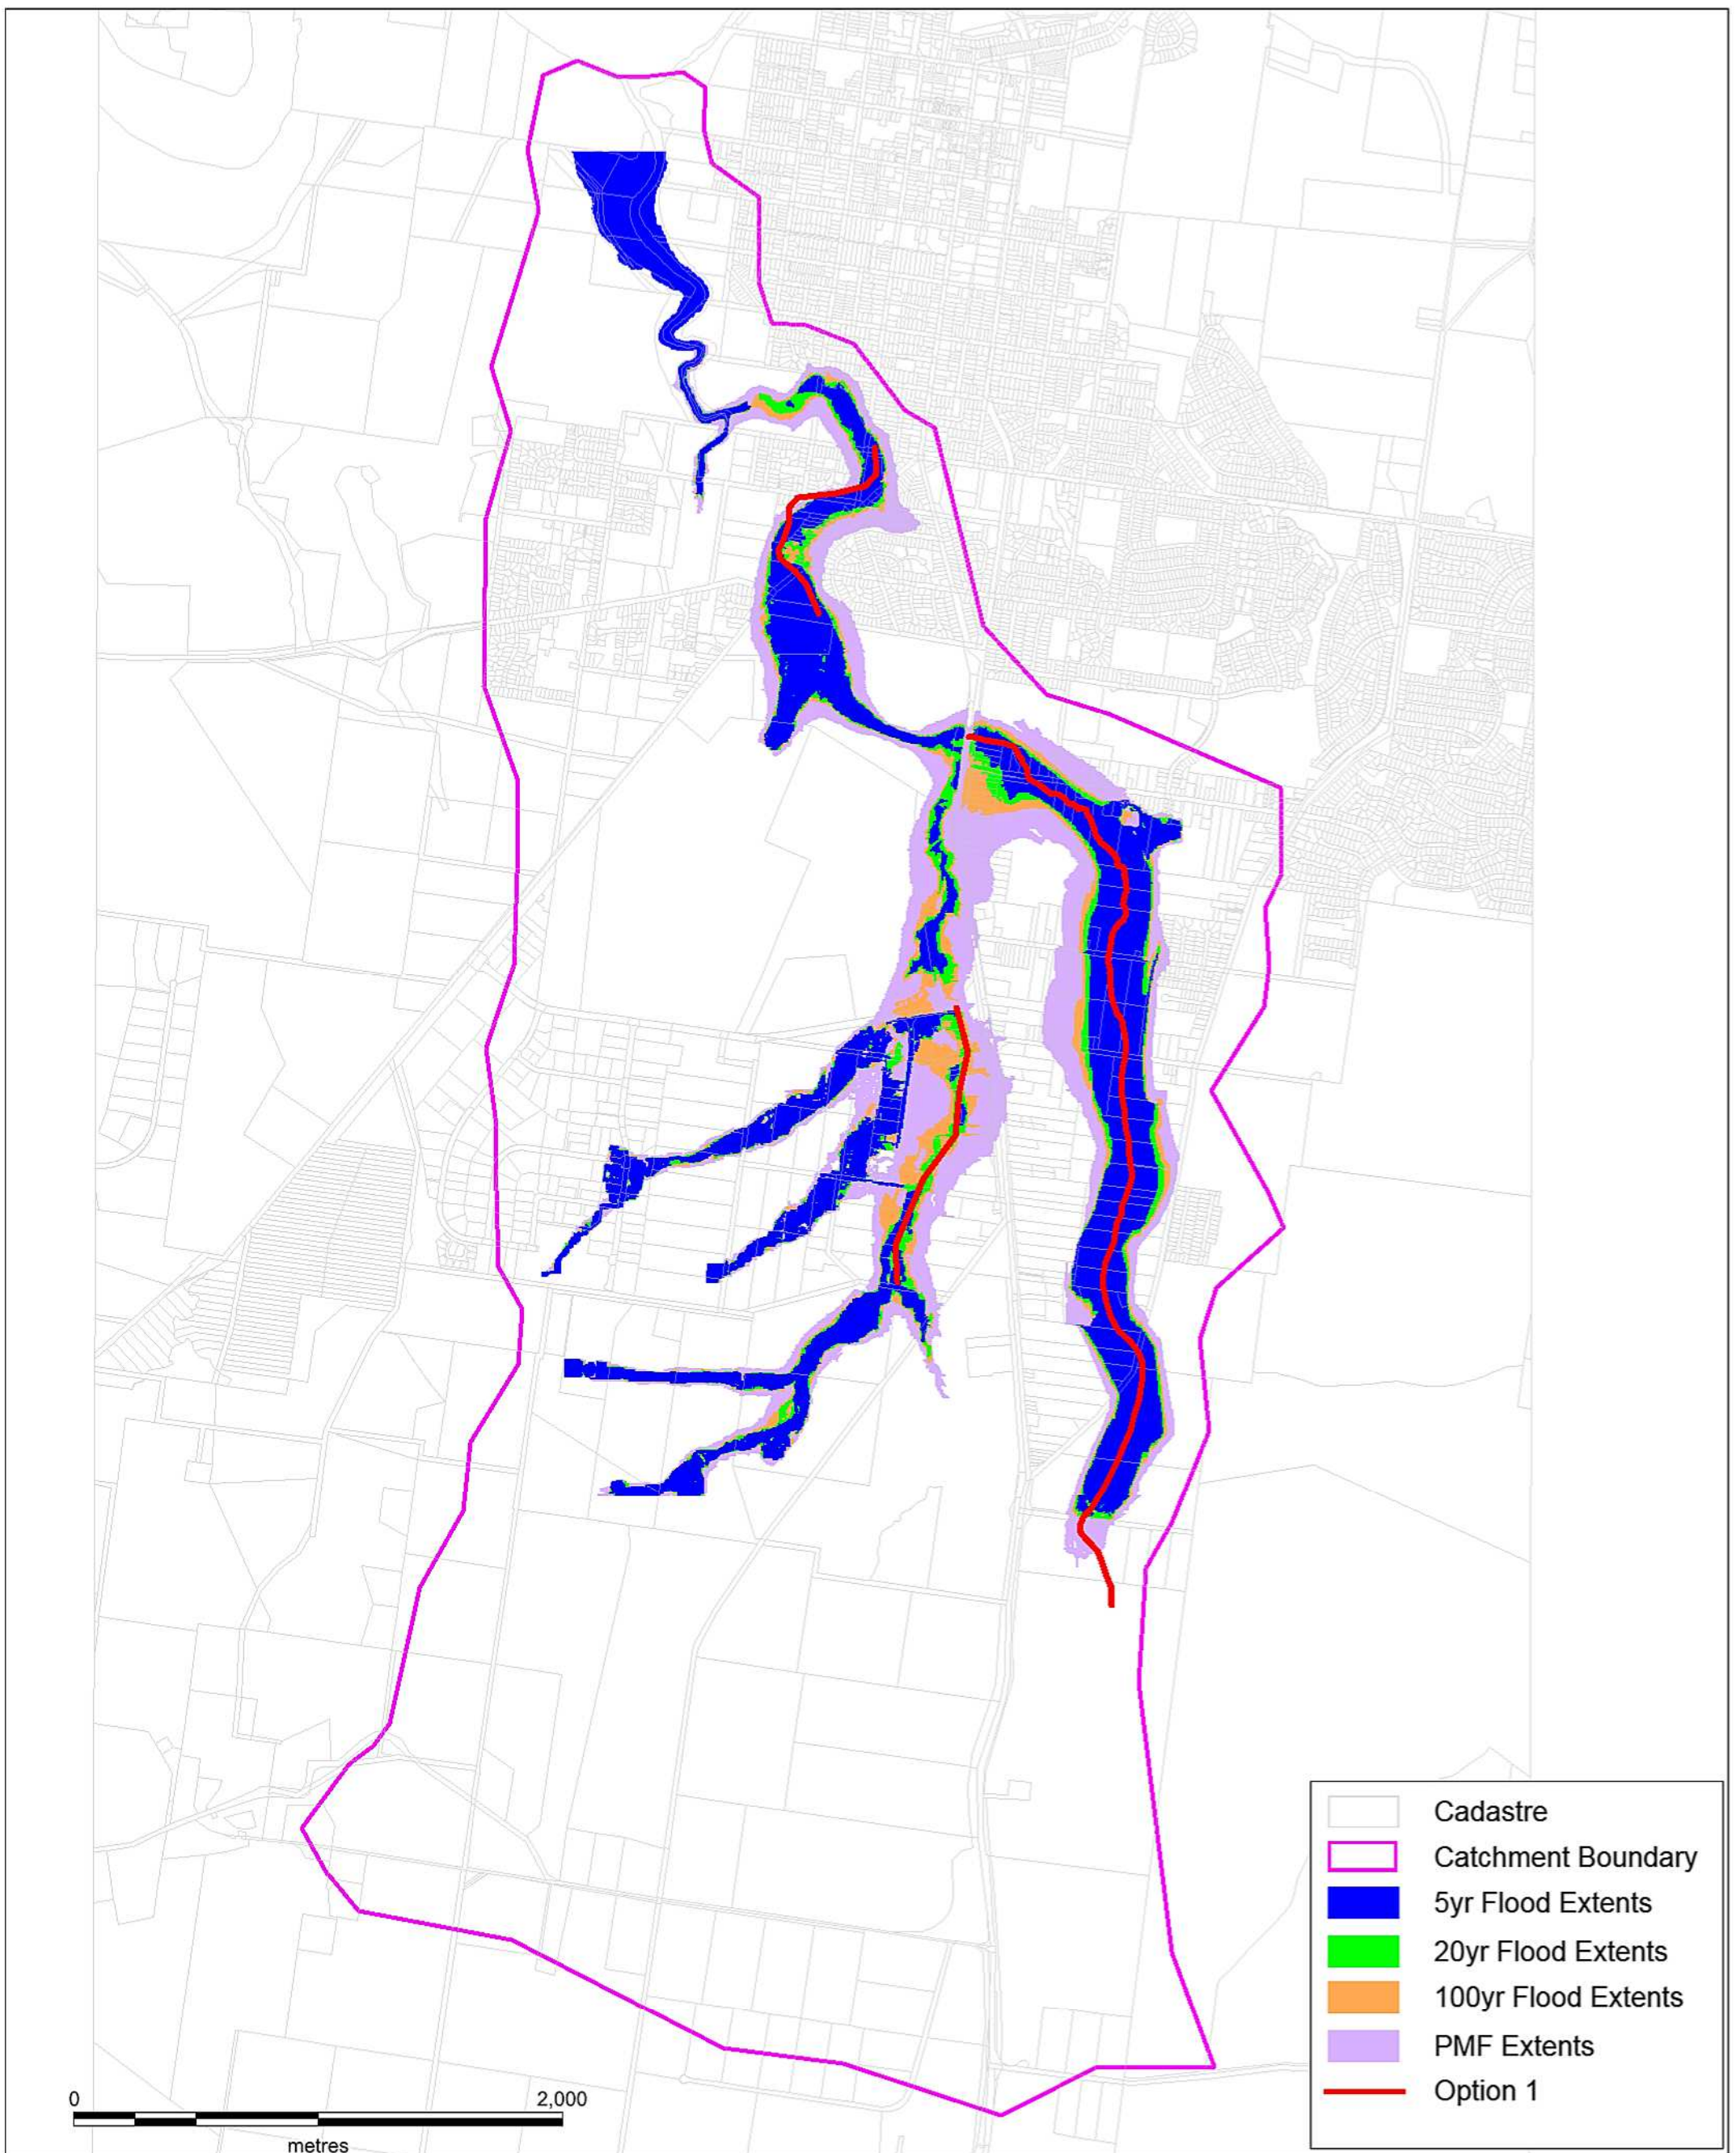 Cadastre
Catchment Boundary
5yr Flood Extents
20yr Flood Extents
100yr Flood Extents
PMF Extents
Option 1
0 2,000
metres